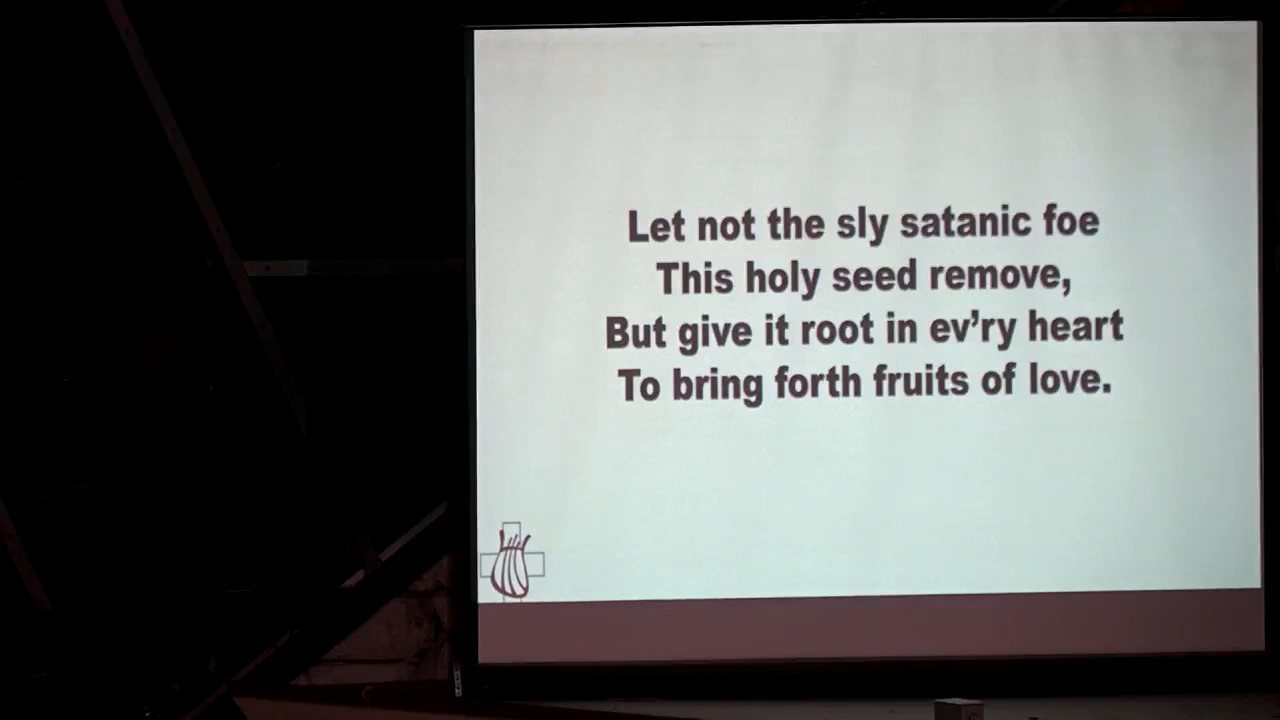 Let not the sly satanic foe
This holy seed remove,
But give it root in ev’ry heart
To bring forth fruits of love.